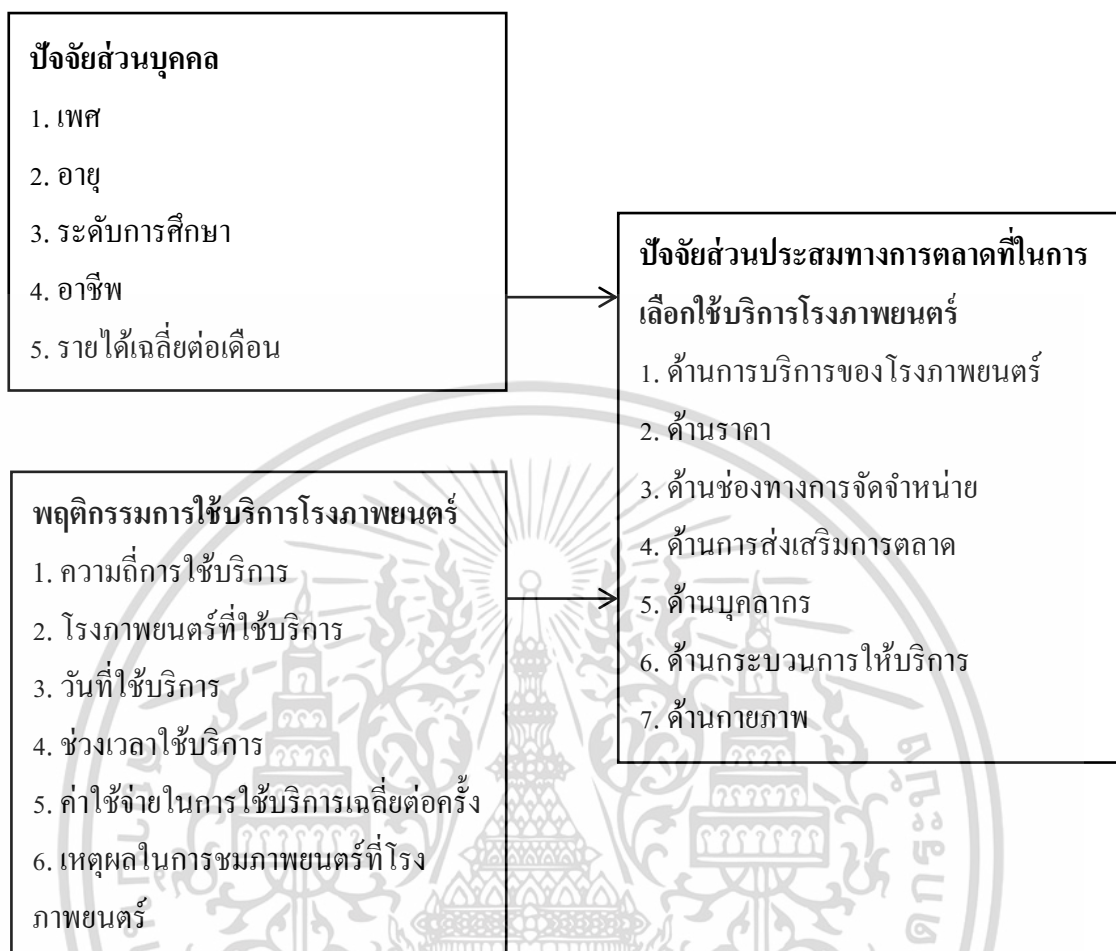 ปัจจัยส่วนบุคคล
1. เพศ
2. อายุ
3. ระดับการศึกษา
4. อาชีพ
5. รายได้เฉลี่ยต่อเดือน
พฤติกรรมการใช้บริการโรงภาพยนตร์
1. ความถี่การใช้บริการ
2. โรงภาพยนตร์ที่ใช้บริการ
3. วันที่ใช้บริการ
4. ช่วงเวลาใช้บริการ
5. ค่าใช้จ่ายในการใช้บริการเฉลี่ยต่อครั้ง
6. เหตุผลในการชมภาพยนตร์ที่โรง
ภาพยนตร์
ปัจจัยส่วนประสมทางการตลาดที่ในการ
เลือกใช้บริการโรงภาพยนตร์
1. ด้านการบริการของโรงภาพยนตร์
2. ด้านราคา
3. ด้านช่องทางการจัดจำหน่าย
4. ด้านการส่งเสริมการตลาด
5. ด้านบุคลากร
6. ด้านกระบวนการให้บริการ
7. ด้านกายภาพ